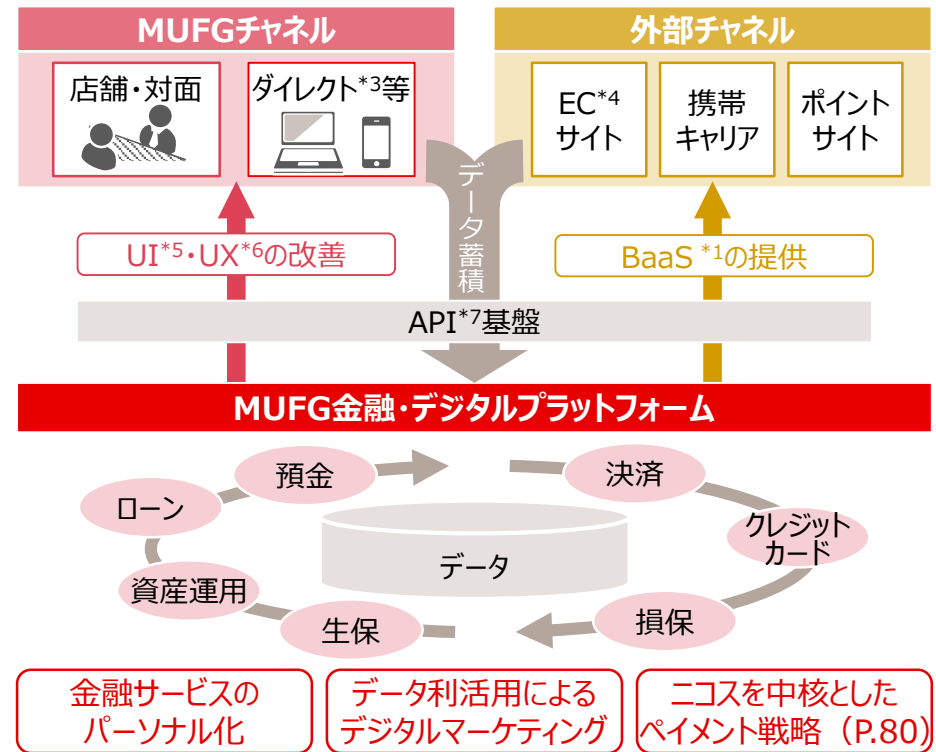 MUFGチャネル
外部チャネル
店舗・対面
ダイレクト*3等
EC*4
サイト
携帯
キャリア
ポイント
サイト
データ蓄積
UI*5・UX*6の改善
BaaS *1の提供
API*7基盤
MUFG金融・デジタルプラットフォーム
預金
決済
ローン
クレジット
カード
データ
資産運用
生保
損保
金融サービスの
パーソナル化
データ利活用による
デジタルマーケティング
ニコスを中核とした
ペイメント戦略（P.80）